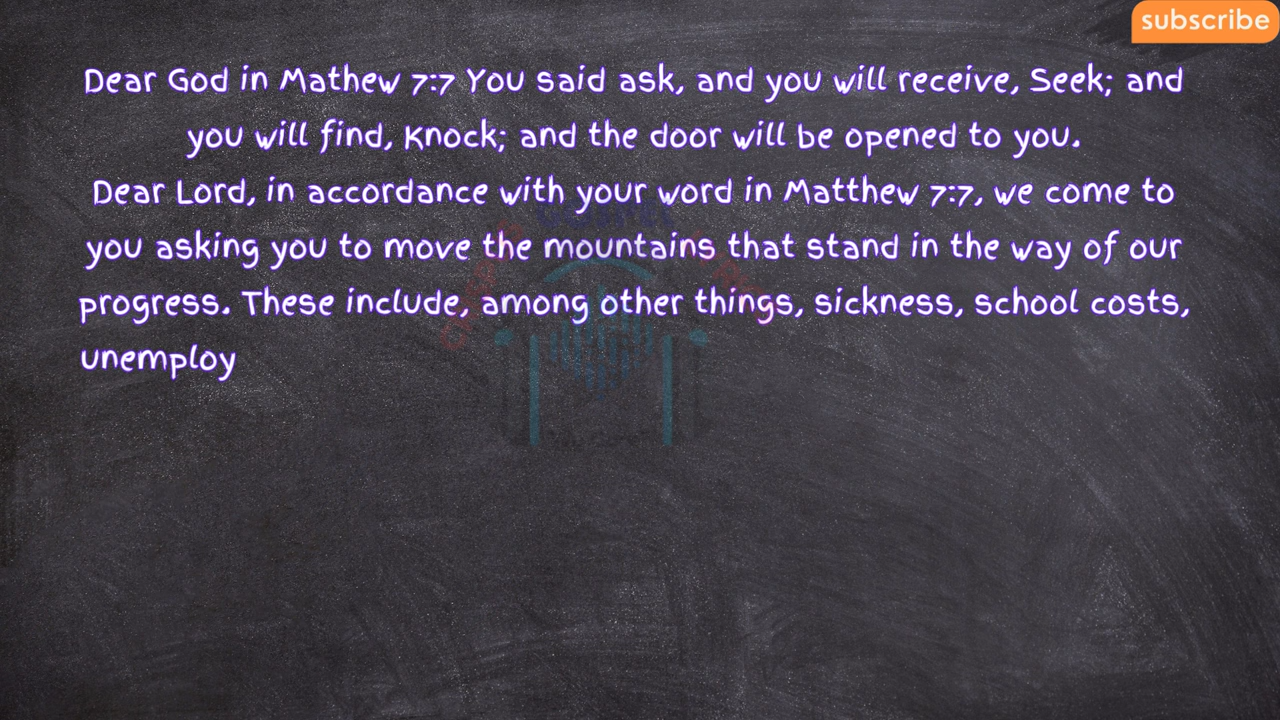 subscribe
Dear God in Mathew 7:7 You said ask, and you will receive, Seek; and
you will find, Knock; and the door will be opened to you.
Dear Lord, in accordance with your word in Matthew 7:7, we come to
you asking you to move the mountains that stand in the way of our
progress. These include, among other things, sickness, school costs,
unemploy